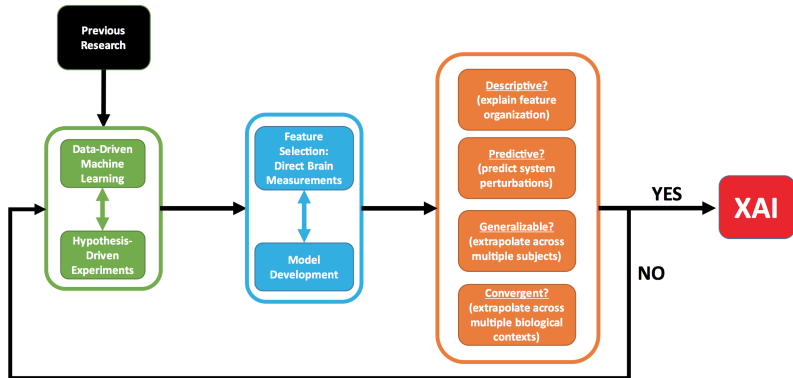 Previous
Research
Data-Driven
Machine
Learning
Hypothesis-
Driven
Experiments
Feature
Selection:
Direct Brain
Measurements
Model
Development
Descriptive?
(explain feature
organization)
Predictive?
(predict system
perturbations)
Generalizable?
(extrapolate across
multiple subjects)
Convergent?
(extrapolate across
multiple biological
contexts)
YES
NO
XAI